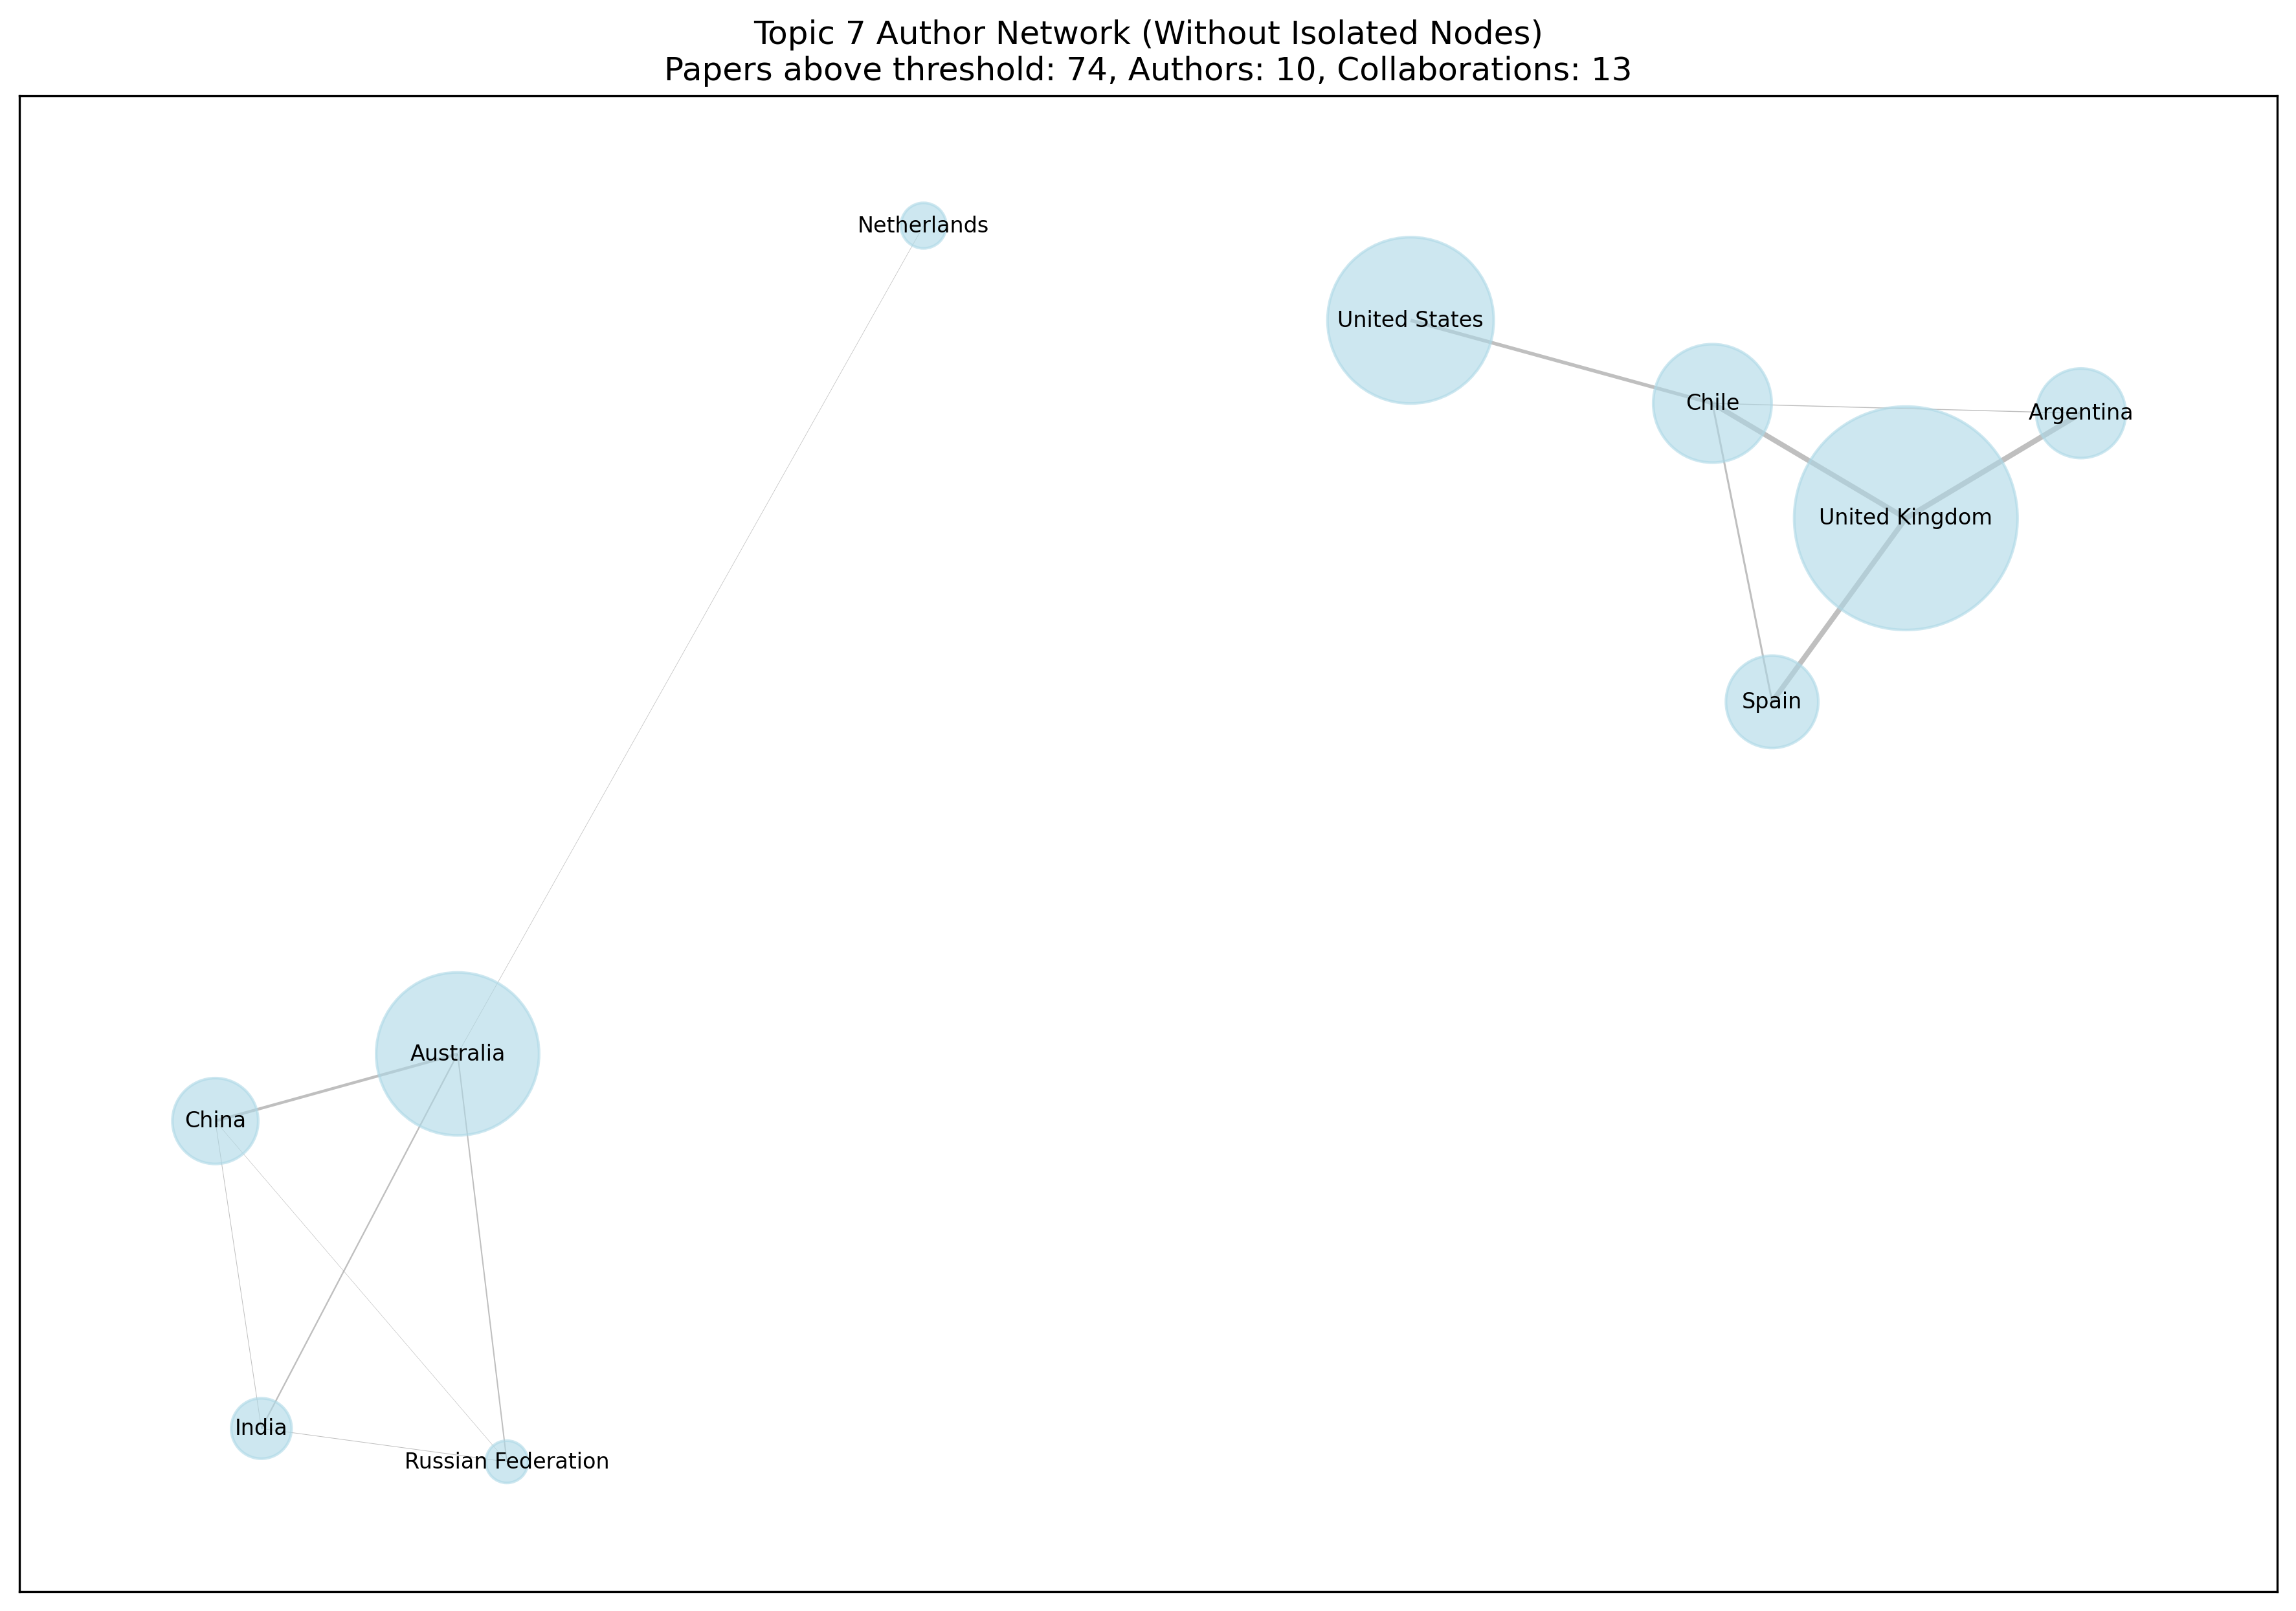 Topic 7 Author Network (Without Isolated Nodes)
Papers above threshold: 74, Authors: 10, Collaborations: 13
Netherlands
United States
Chile
Argentina
United Kingdom
Spain
Australia
China
India
Russian Federation